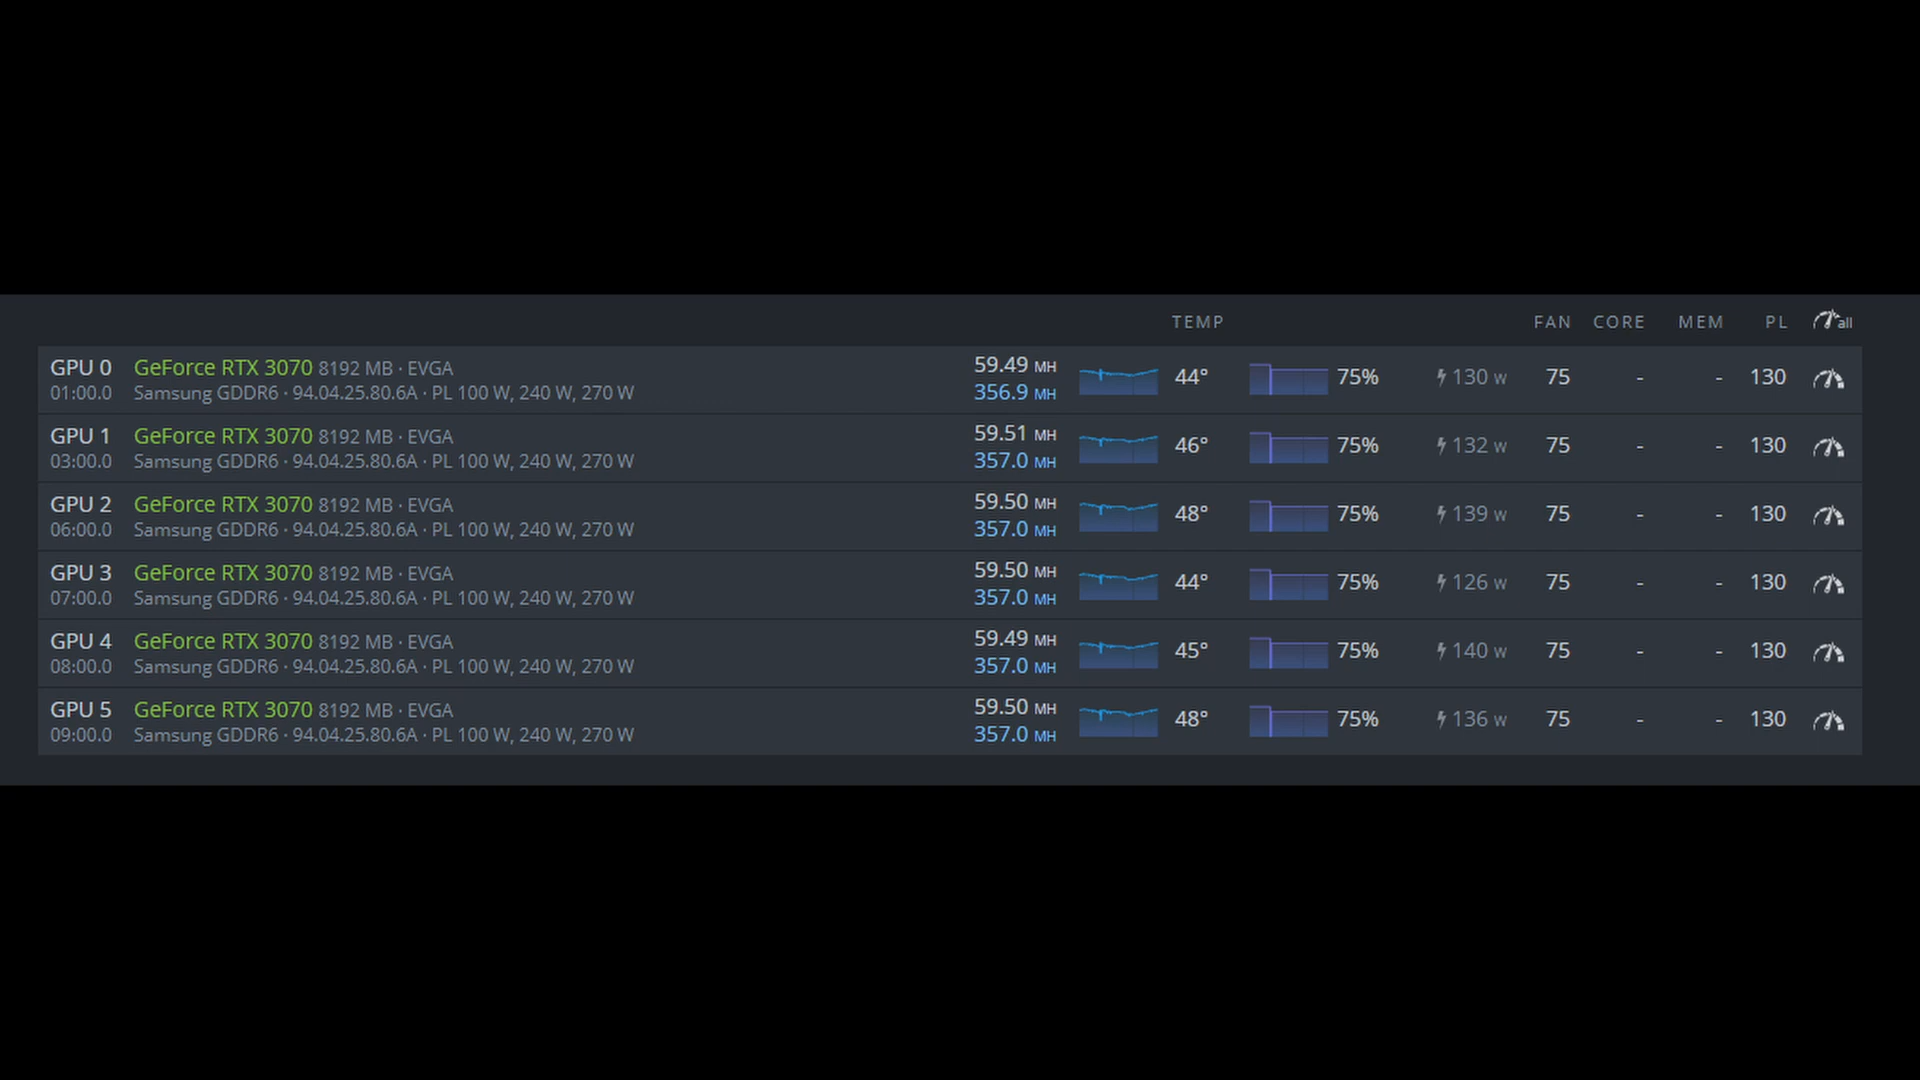 TEMP FAN CORE MEM PL all
GPU 0 GeForce RTX 3070 8192 MB · EVGA 59.49 MH 44° 75% 130 W 75 - - 130
01:00.0 Samsung GDDR6 · 94.04.25.80.6A · PL 100 W, 240 W, 270 W 356.9 MH
GPU 1 GeForce RTX 3070 8192 MB · EVGA 59.51 MH 46° 75% 132 W 75 - - 130
03:00.0 Samsung GDDR6 · 94.04.25.80.6A · PL 100 W, 240 W, 270 W 357.0 MH
GPU 2 GeForce RTX 3070 8192 MB · EVGA 59.50 MH 48° 75% 139 W 75 - - 130
06:00.0 Samsung GDDR6 · 94.04.25.80.6A · PL 100 W, 240 W, 270 W 357.0 MH
GPU 3 GeForce RTX 3070 8192 MB · EVGA 59.50 MH 44° 75% 126 W 75 - - 130
07:00.0 Samsung GDDR6 · 94.04.25.80.6A · PL 100 W, 240 W, 270 W 357.0 MH
GPU 4 GeForce RTX 3070 8192 MB · EVGA 59.49 MH 45° 75% 140 W 75 - - 130
08:00.0 Samsung GDDR6 · 94.04.25.80.6A · PL 100 W, 240 W, 270 W 357.0 MH
GPU 5 GeForce RTX 3070 8192 MB · EVGA 59.50 MH 48° 75% 136 W 75 - - 130
09:00.0 Samsung GDDR6 · 94.04.25.80.6A · PL 100 W, 240 W, 270 W 357.0 MH